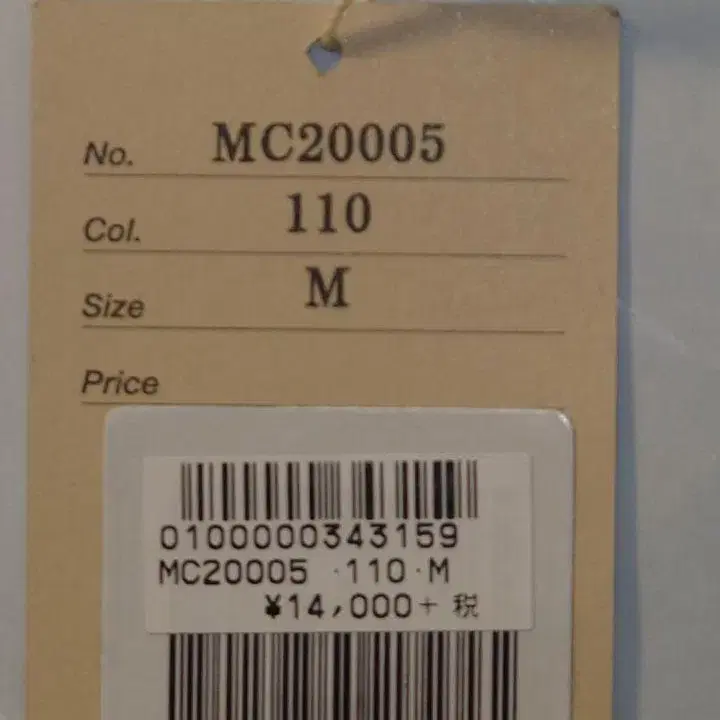 No. MC20005
Col. 110
Size M
Price
0100000343159
MC20005 ·110·M
¥14,000+ 税